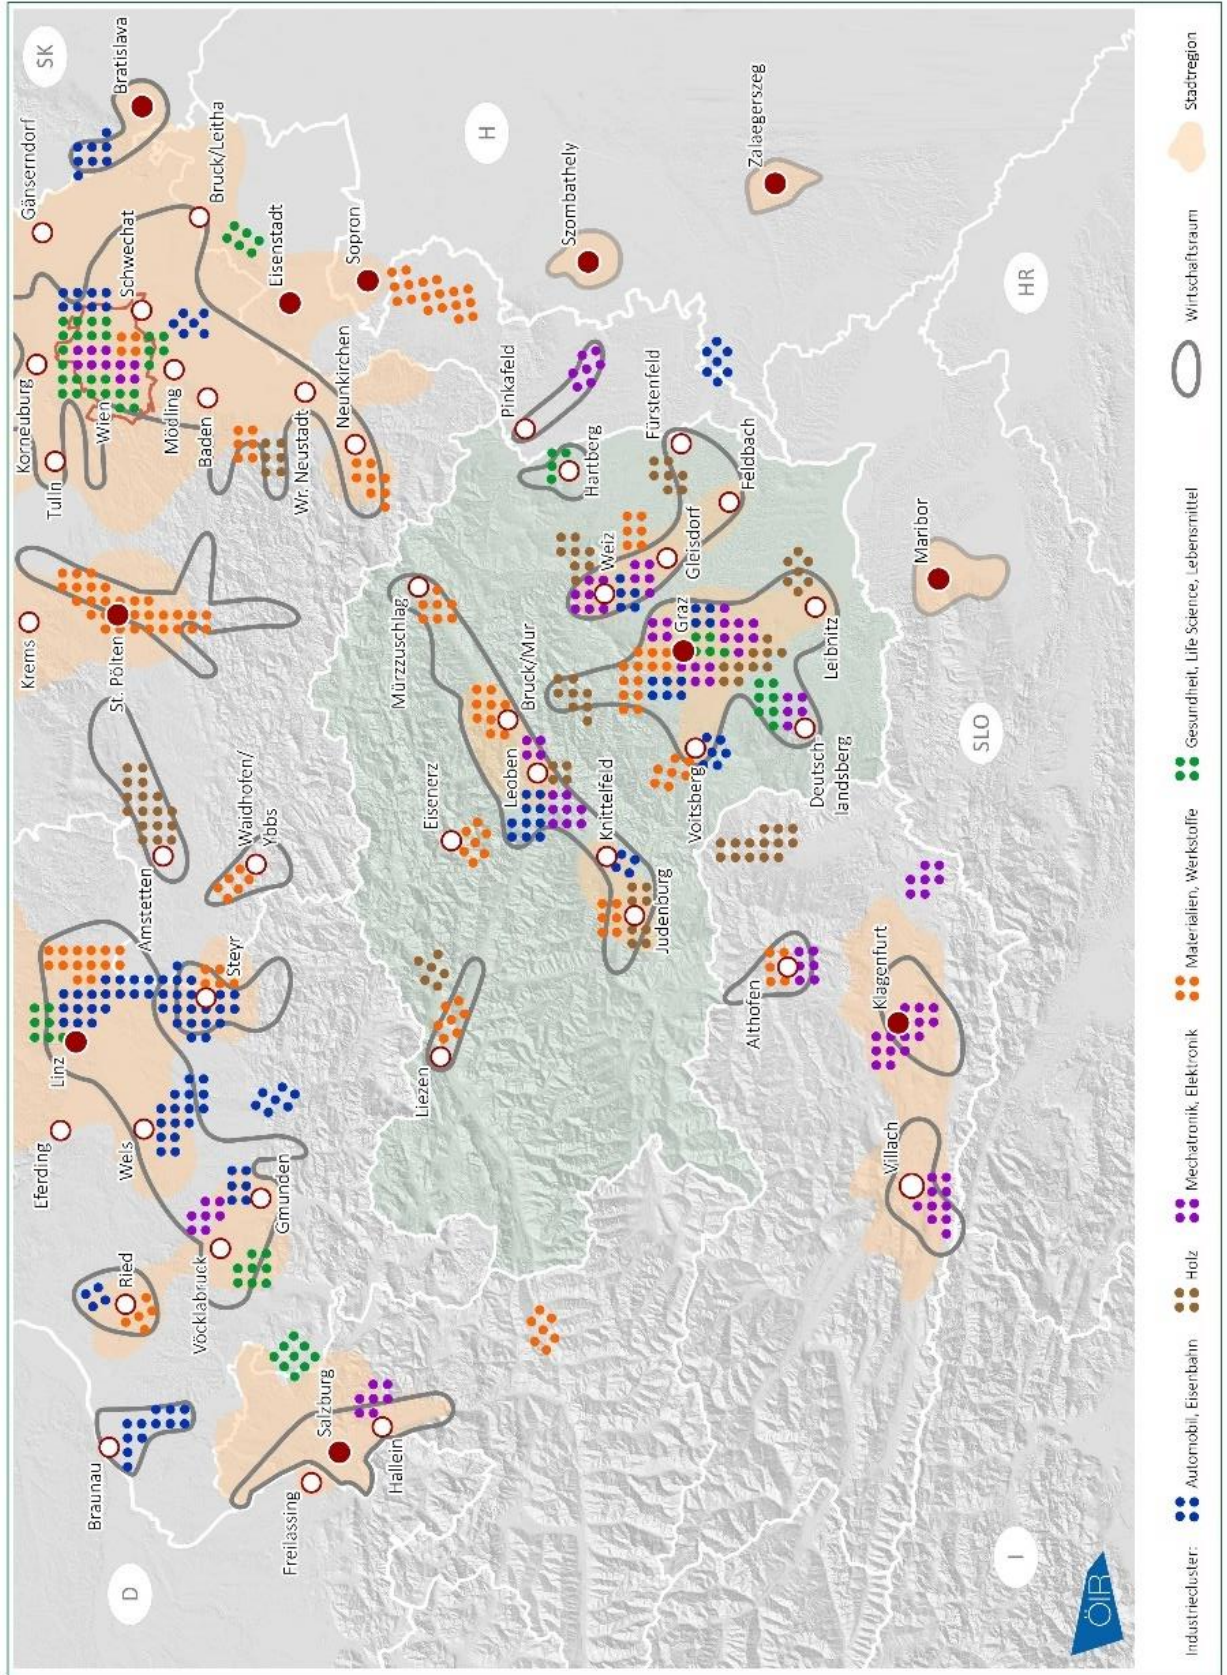 SK
Gänserndorf
Bratislava
Korneuburg
Tulln
Wien
Schwechat
Bruck/Leitha
Krems
St. Pölten
Mödling
Baden
Eisenstadt
Wr. Neustadt
Sopron
Neunkirchen
Linz
Eferding
Amstetten
Waidhofen/
Ybbs
Steyr
Wels
Gmunden
Vöcklabruck
Ried
Braunau
D
Salzburg
Freilassing
Hallein
H
Mürzzuschlag
Bruck/Mur
Leoben
Eisenerz
Liezen
Knittelfeld
Judenburg
Pinkafeld
Szombathely
Hartberg
Fürstenfeld
Weiz
Gleisdorf
Feldbach
Graz
Voitsberg
Leibnitz
Deutsch-
landsberg
Zalaegerszeg
Maribor
HR
SLO
Althofen
Klagenfurt
Villach
I
ÖIR
Industriecluster:
Automobil, Eisenbahn
Holz
Mechatronik, Elektronik
Materialien, Werkstoffe
Gesundheit, Life Science, Lebensmittel
Wirtschaftsraum
Stadtregion